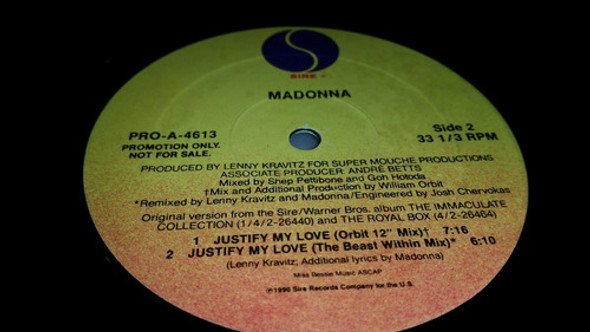 SIRE ®
MADONNA
PRO-A-4613
PROMOTION ONLY.
NOT FOR SALE.
Side 2
33 1/3 RPM
PRODUCED BY LENNY KRAVITZ FOR SUPER MOUCHE PRODUCTIONS
ASSOCIATE PRODUCER: ANDRÉ BETTS
Mixed by Shep Pettibone and Goh Hotoda
†Mix and Additional Production by William Orbit
*Remixed by Lenny Kravitz and Madonna/Engineered by Josh Chervokas
Original version from the Sire/Warner Bros. album THE IMMACULATE
COLLECTION (1/4/2-26440) and THE ROYAL BOX (4/2-26464)
1 JUSTIFY MY LOVE (Orbit 12" Mix)† 7:16
2 JUSTIFY MY LOVE (The Beast Within Mix)* 6:10
(Lenny Kravitz; Additional lyrics by Madonna)
Miss Bessie Music ASCAP
℗1990 Sire Records Company for the U.S.